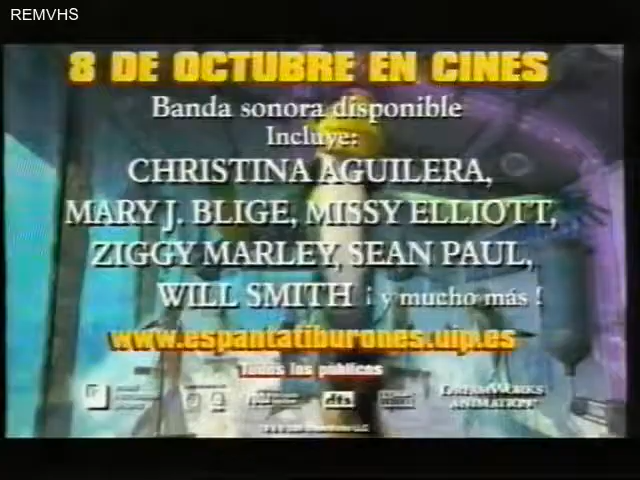 REMVHS
8 DE OCTUBRE EN CINES
Banda sonora disponible
Incluye:
CHRISTINA AGUILERA,
MARY J. BLIGE, MISSY ELLIOTT,
ZIGGY MARLEY, SEAN PAUL,
WILL SMITH ¡ y mucho más !
www.espantatiburones.uip.es
Todos los públicos
dts
DREAMWORKS
ANIMATION